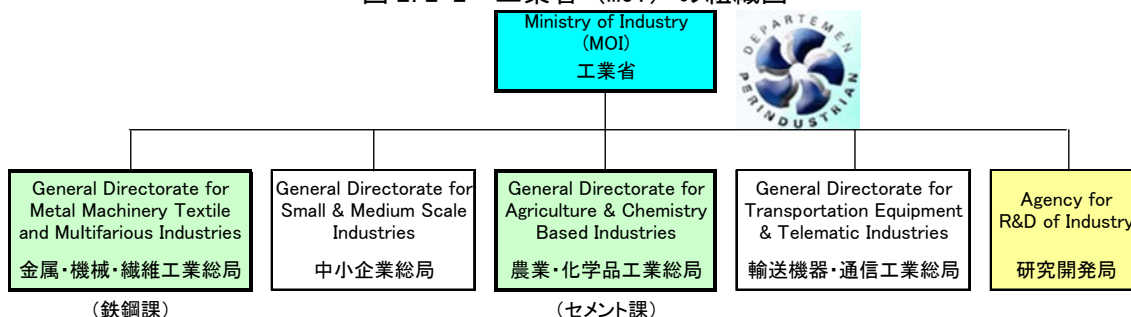 Ministry of Industry
(MOI)
工業省
DEPARTEMEN
PERINDUSTRIAN
General Directorate for
Metal Machinery Textile
and Multifarious Industries
金属・機械・繊維工業総局
(鉄鋼課)
General Directorate for
Small & Medium Scale
Industries
中小企業総局
General Directorate for
Agriculture & Chemistry
Based Industries
農業・化学品工業総局
(セメント課)
General Directorate for
Transportation Equipment
& Telematic Industries
輸送機器・通信工業総局
Agency for
R&D of Industry
研究開発局